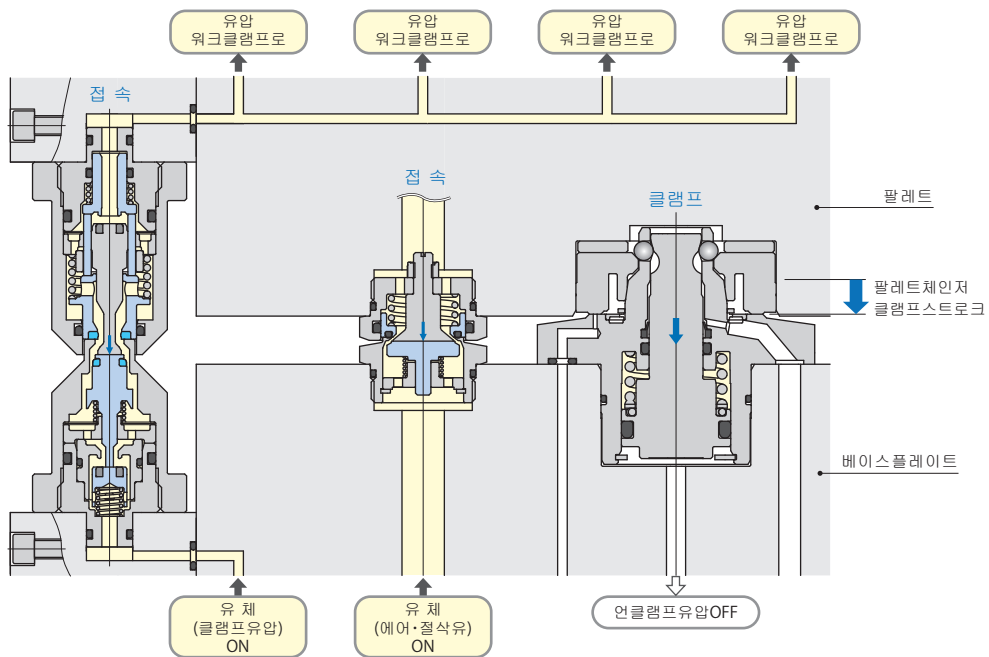 유압
워크클램프로
유압
워크클램프로
유압
워크클램프로
유압
워크클램프로
접 속
접 속
클램프
팔레트
팔레트체인저
클램프스트로크
베이스플레이트
유 체
(클램프유압)
ON
유 체
(에어·절삭유)
ON
언클램프유압OFF